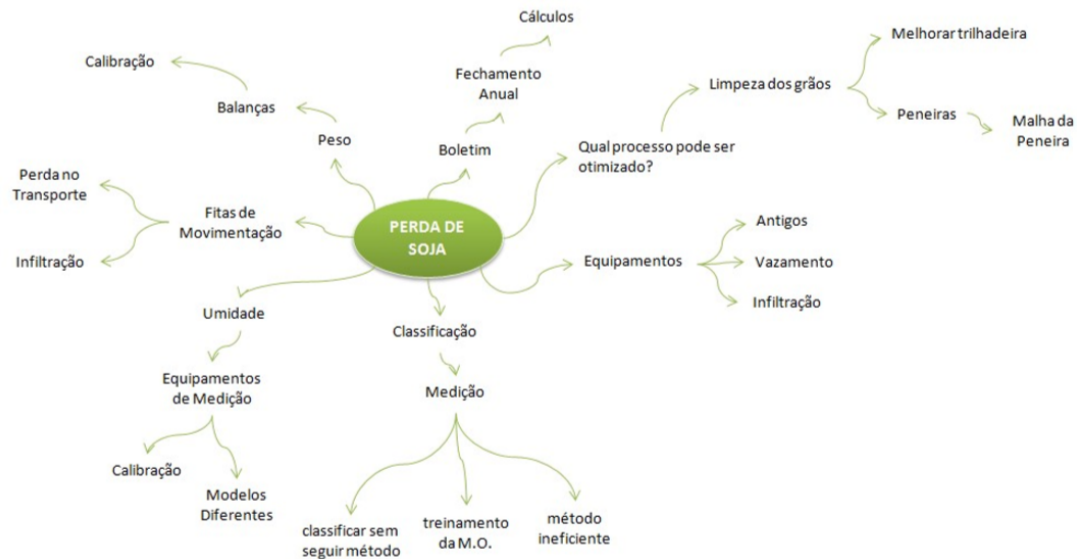 Cálculos
Melhorar trilhadeira
Calibração
Fechamento
Anual
Limpeza dos grãos
Balanças
Peneiras
Malha da
Peneira
Peso
Boletim
Qual processo pode ser
otimizado?
Perda no
Transporte
Fitas de
Movimentação
PERDA DE
SOJA
Antigos
Infiltração
Equipamentos
Vazamento
Infiltração
Umidade
Classificação
Equipamentos
de Medição
Medição
Calibração
Modelos
Diferentes
classificar sem
seguir método
treinamento
da M.O.
método
ineficiente